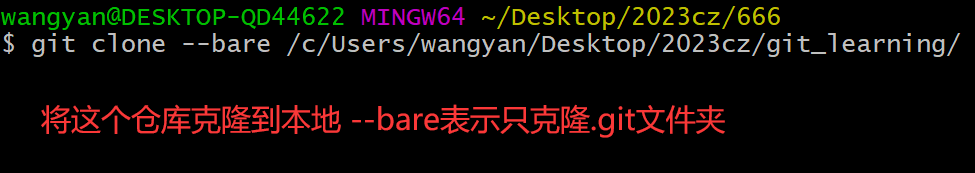 wangyan@DESKTOP-QD44622 MINGW64 ~/Desktop/2023cz/666
$ git clone --bare /c/Users/wangyan/Desktop/2023cz/git_learning/
将这个仓库克隆到本地 --bare表示只克隆.git文件夹